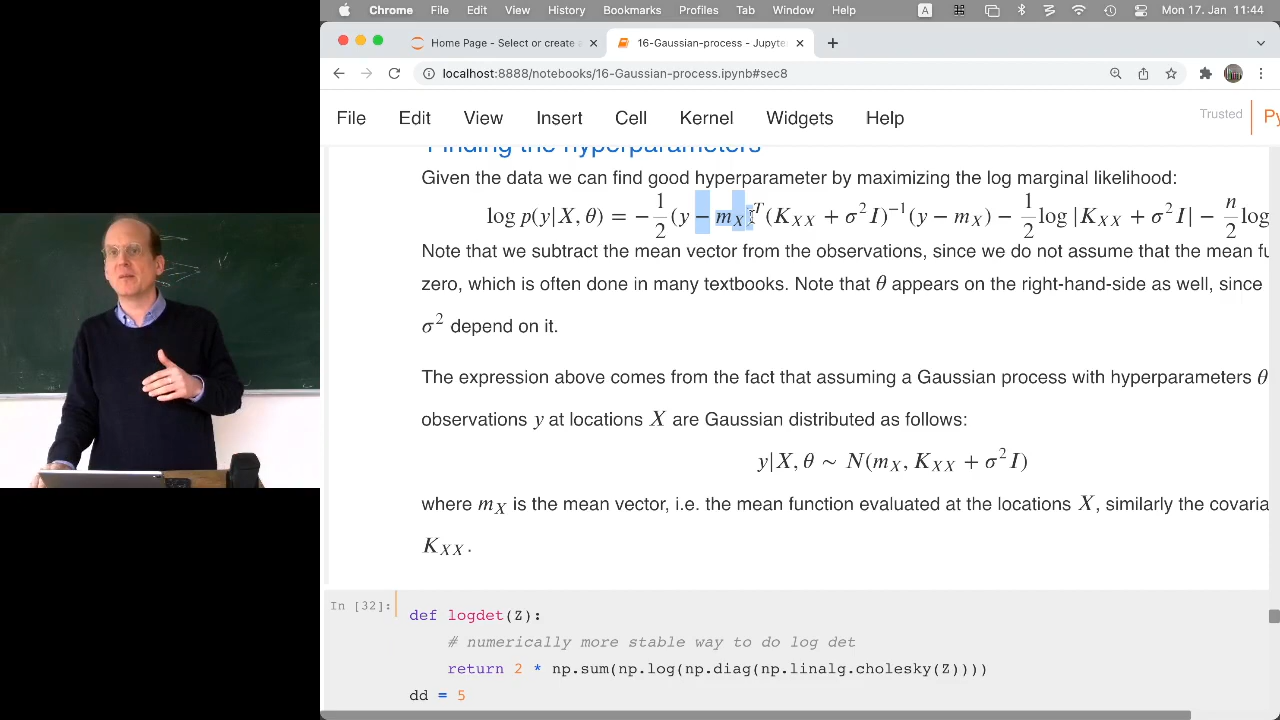 Chrome File Edit View History Bookmarks Profiles Tab Window Help A Mon 17. Jan 11:44
Home Page - Select or create 16-Gaussian-process - Jupyte
localhost:8888/notebooks/16-Gaussian-process.ipynb#sec8
File Edit View Insert Cell Kernel Widgets Help Trusted Py
Finding the hyperparameters
Given the data we can find good hyperparameter by maximizing the log marginal likelihood:
log p(y|X, θ) = −1/2 (y − m_X)^T (K_XX + σ²I)^−1 (y − m_X) − 1/2 log |K_XX + σ²I| − n/2 log
Note that we subtract the mean vector from the observations, since we do not assume that the mean fu
zero, which is often done in many textbooks. Note that θ appears on the right-hand-side as well, since
σ² depend on it.
The expression above comes from the fact that assuming a Gaussian process with hyperparameters θ
observations y at locations X are Gaussian distributed as follows:
y|X, θ ∼ N(m_X, K_XX + σ²I)
where m_X is the mean vector, i.e. the mean function evaluated at the locations X, similarly the covaria
K_XX.
In [32]: def logdet(Z):
# numerically more stable way to do log det
return 2 * np.sum(np.log(np.diag(np.linalg.cholesky(Z))))
dd = 5